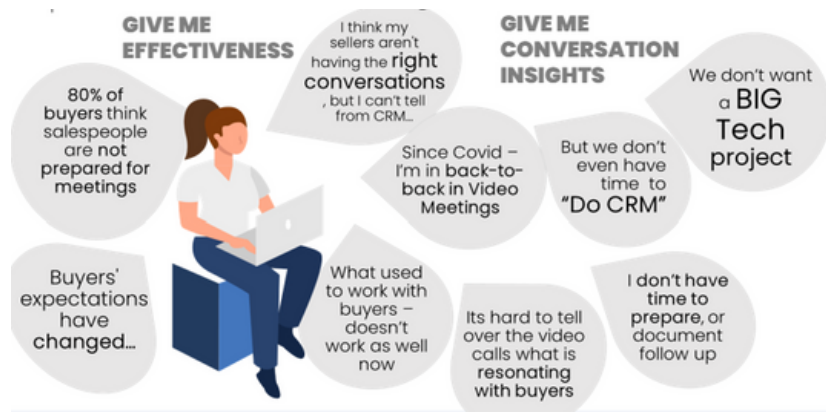 GIVE ME
EFFECTIVENESS
I think my
sellers aren't
having the right
conversations
, but I can't tell
from CRM...
GIVE ME
CONVERSATION
INSIGHTS
We don't want
a BIG
Tech
project
80% of
buyers think
salespeople
are not
prepared for
meetings
Since Covid –
I'm in back-to-
back in Video
Meetings
But we don't
even have
time to
“Do CRM”
Buyers'
expectations
have
changed...
What used
to work with
buyers –
doesn't
work as well
now
Its hard to tell
over the video
calls what is
resonating
with buyers
I don't have
time to
prepare, or
document
follow up